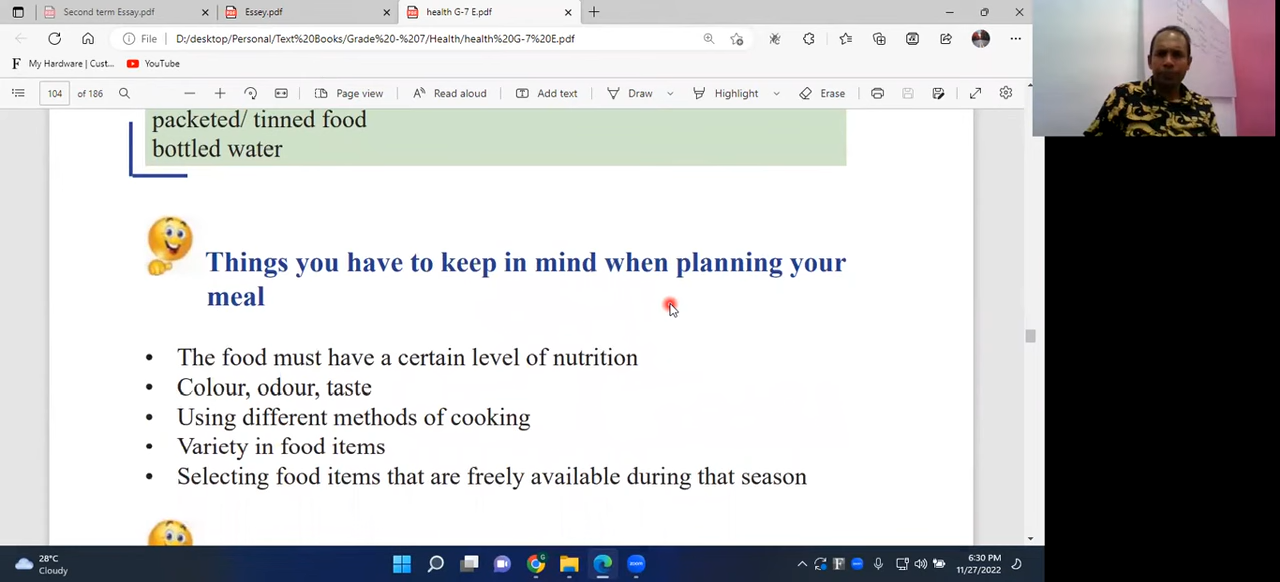 Second term Essay.pdf
Essey.pdf
health G-7 E.pdf
File
D:/desktop/Personal/Text%20Books/Grade%20-%207/Health/health%20G-7%20E.pdf
My Hardware | Cust...
YouTube
104 of 186
Page view
Read aloud
Add text
Draw
Highlight
Erase
packeted/ tinned food
bottled water
Things you have to keep in mind when planning your
meal
• The food must have a certain level of nutrition
• Colour, odour, taste
• Using different methods of cooking
• Variety in food items
• Selecting food items that are freely available during that season
28°C
Cloudy
6:30 PM
11/27/2022